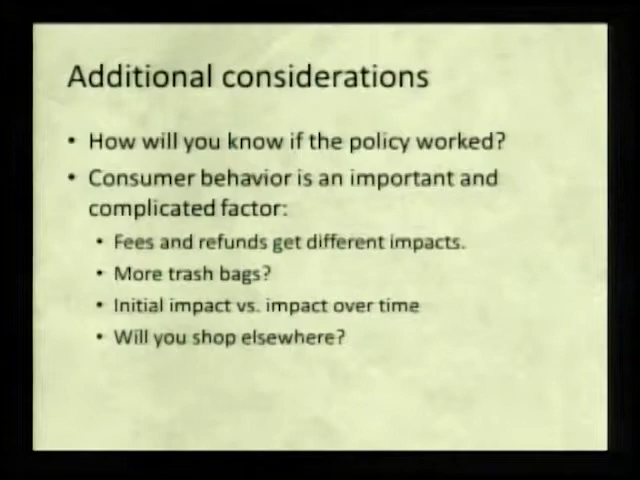 Additional considerations
• How will you know if the policy worked?
• Consumer behavior is an important and
complicated factor:
• Fees and refunds get different impacts.
• More trash bags?
• Initial impact vs. impact over time
• Will you shop elsewhere?